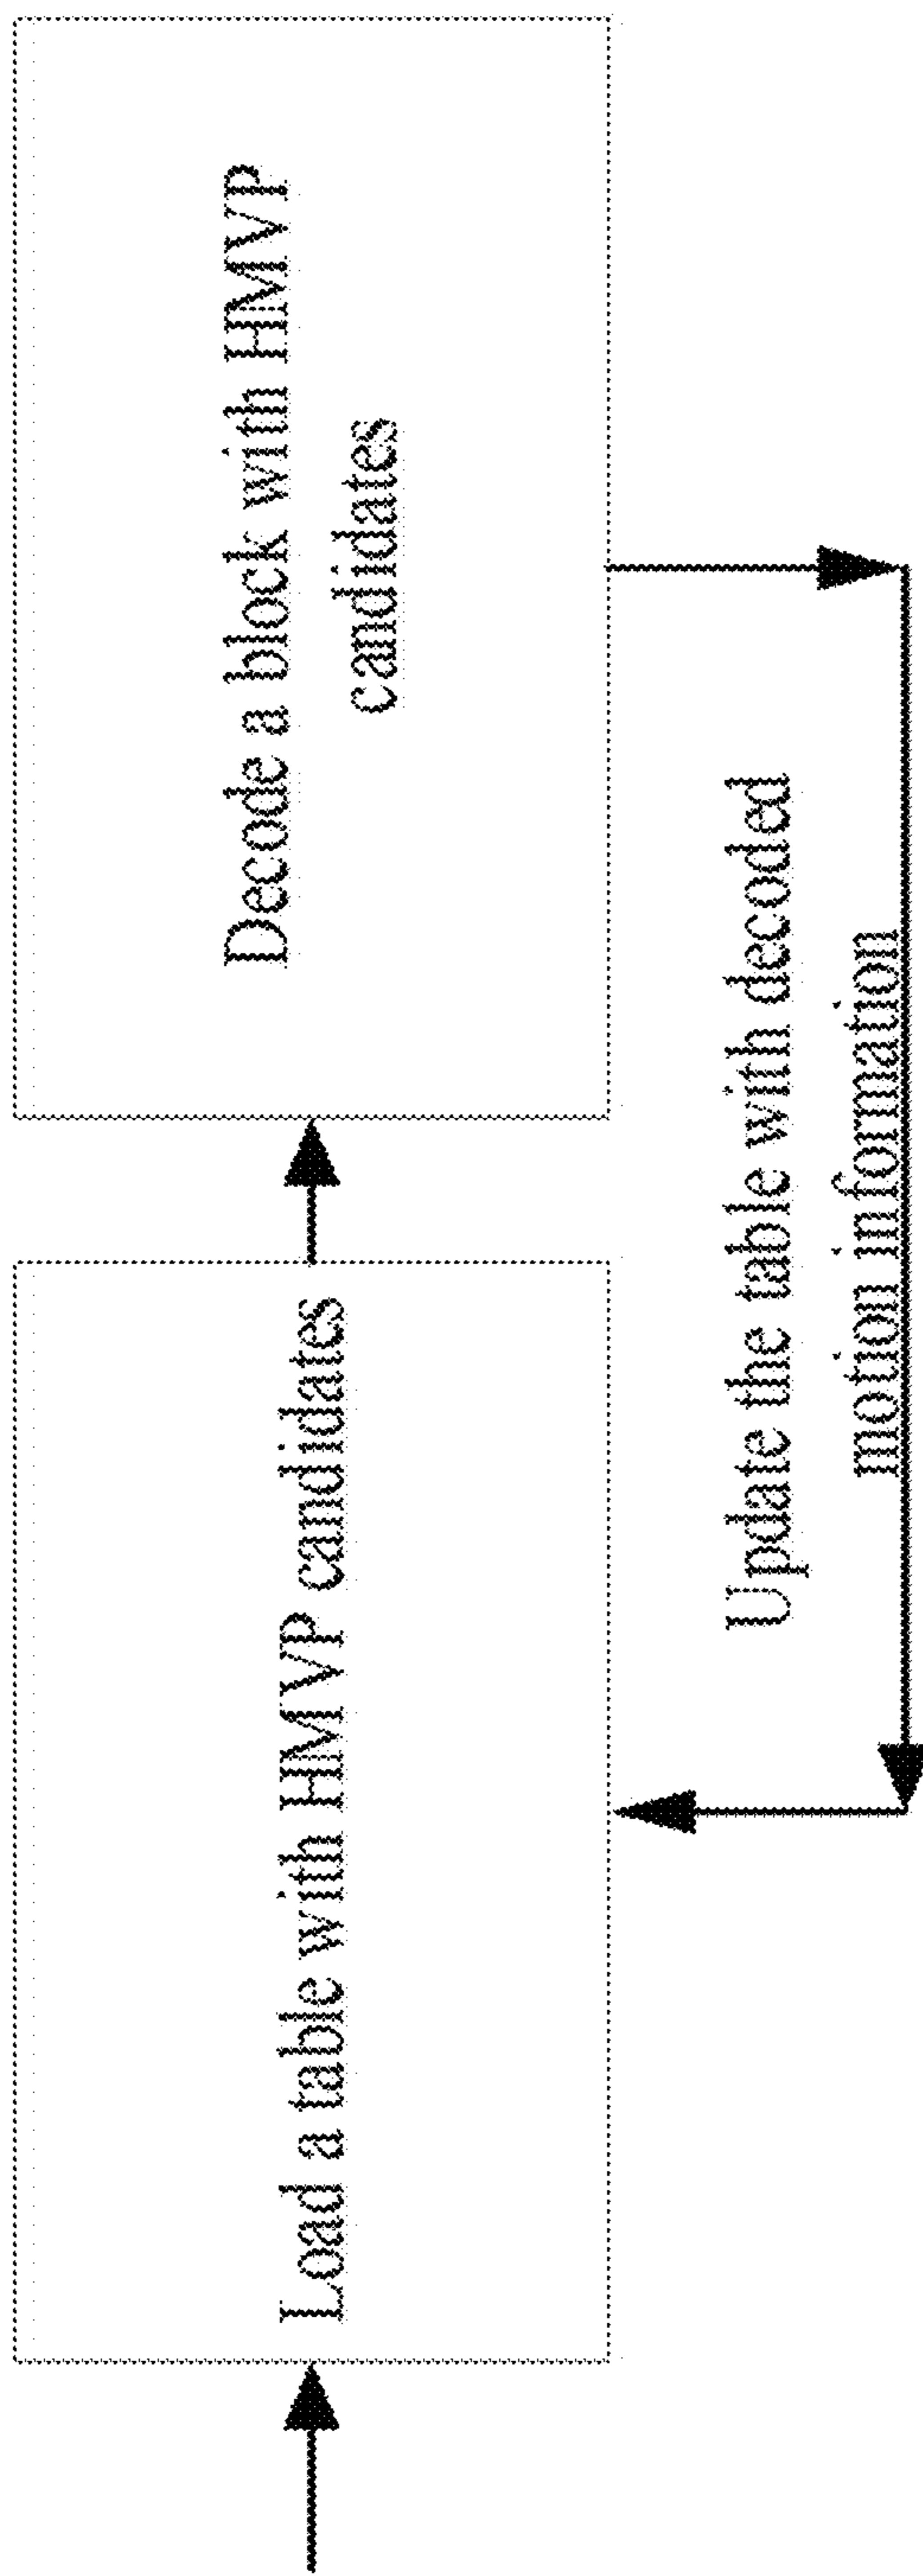 Load a table with HMVP candidates
Decode a block with HMVP
candidates
Update the table with decoded
motion information